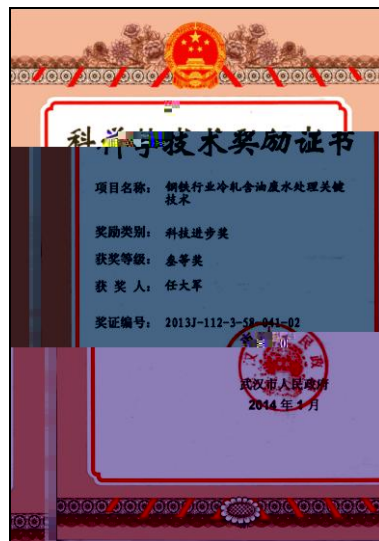 科学技术奖励证书
项目名称：钢铁行业冷轧含油废水处理关键
技术
奖励类别：科技进步奖
获奖等级：叁等奖
获 奖 人：任大军
奖证编号：2013J-112-3-58-041-02
武汉市人民政府
2014 年 1 月